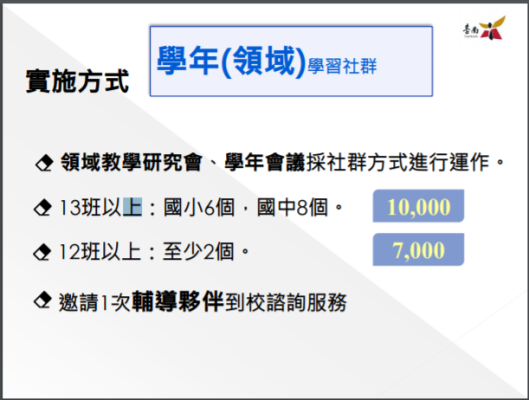 臺南
實施方式
學年(領域)學習社群
領域教學研究會、學年會議採社群方式進行運作。
13班以上：國小6個，國中8個。 10,000
12班以上：至少2個。 7,000
邀請1次輔導夥伴到校諮詢服務